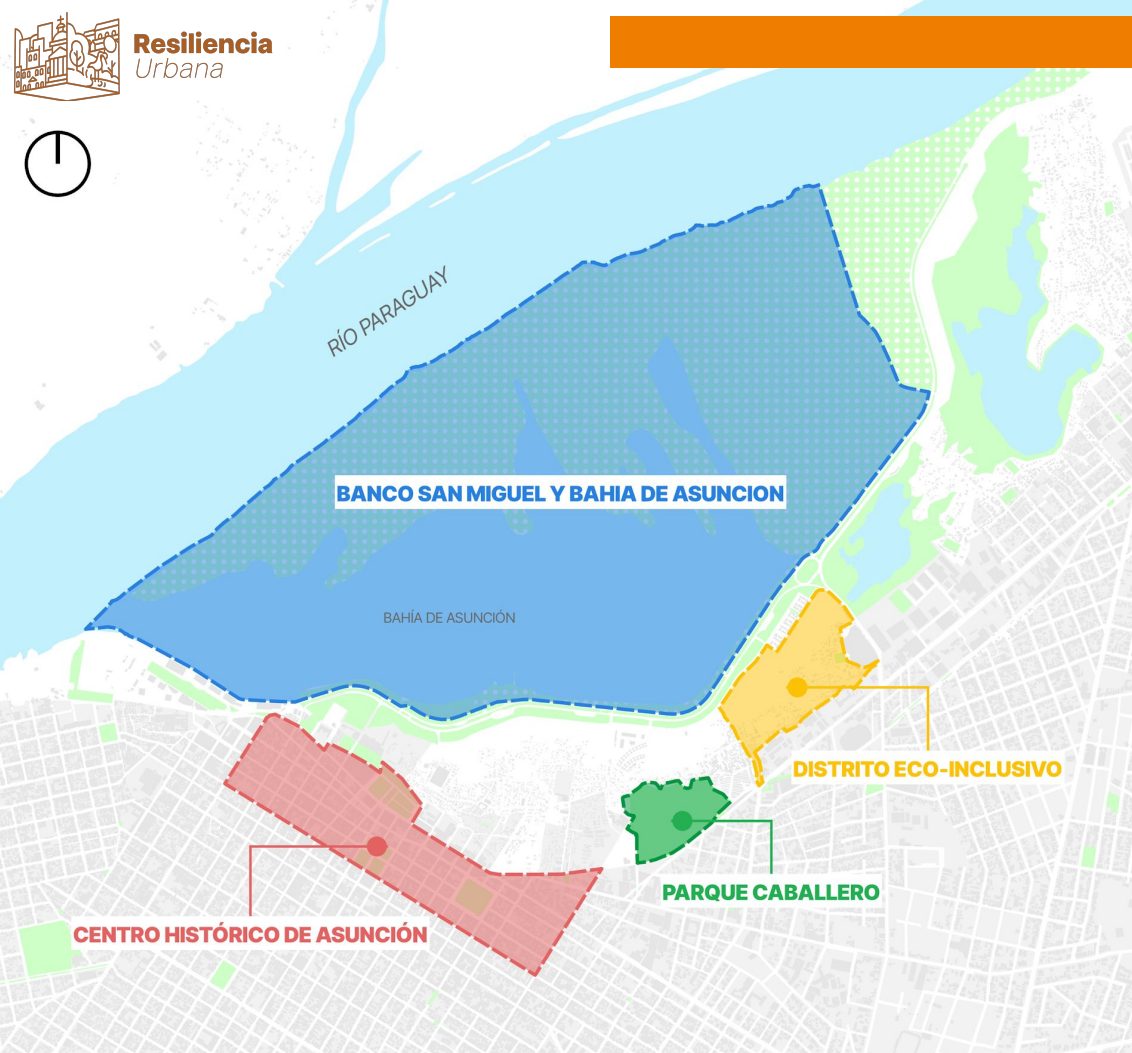 Resiliencia
Urbana
RÍO PARAGUAY
BANCO SAN MIGUEL Y BAHIA DE ASUNCION
BAHÍA DE ASUNCIÓN
DISTRITO ECO-INCLUSIVO
PARQUE CABALLERO
CENTRO HISTÓRICO DE ASUNCIÓN